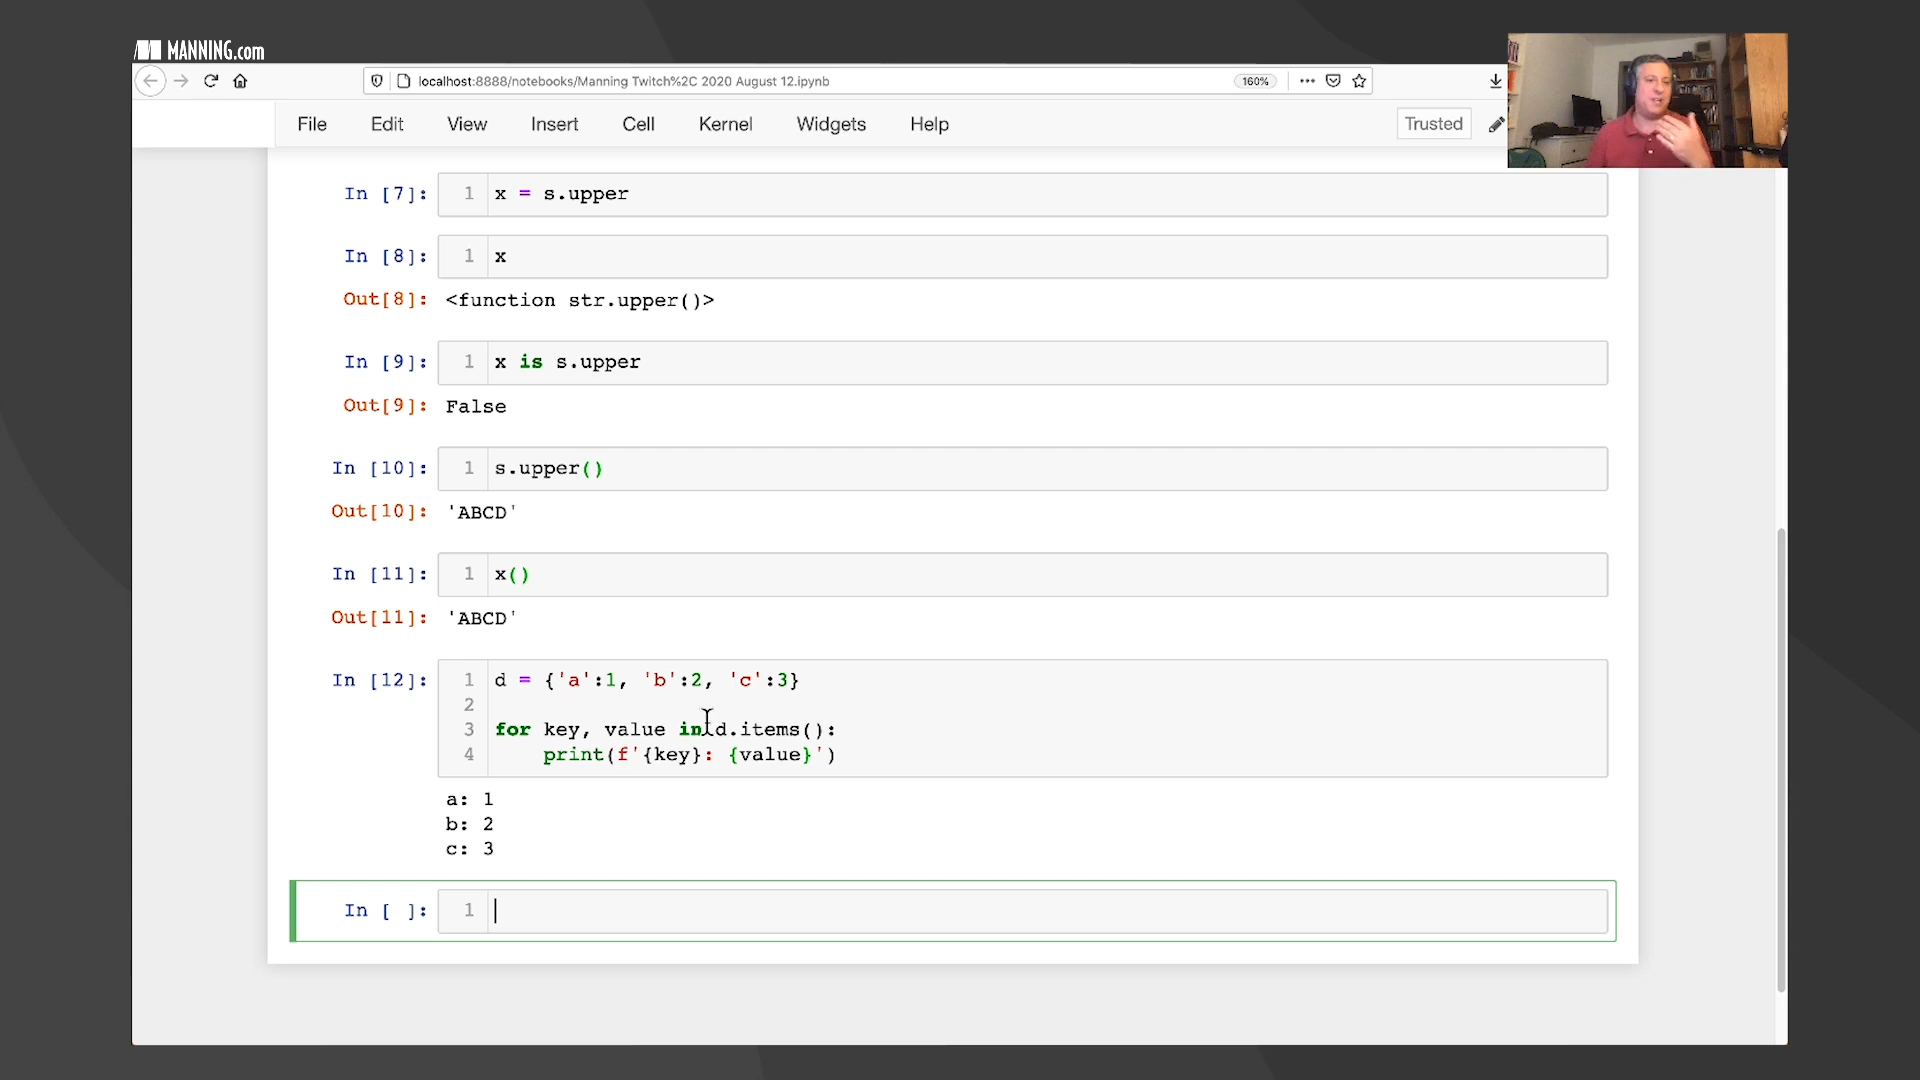 MANNING.com
localhost:8888/notebooks/Manning Twitch%2C 2020 August 12.ipynb 160%
File Edit View Insert Cell Kernel Widgets Help Trusted
In [7]: 1 x = s.upper
In [8]: 1 x
Out[8]: <function str.upper()>
In [9]: 1 x is s.upper
Out[9]: False
In [10]: 1 s.upper()
Out[10]: 'ABCD'
In [11]: 1 x()
Out[11]: 'ABCD'
In [12]: 1 d = {'a':1, 'b':2, 'c':3}
2
3 for key, value in d.items():
4     print(f'{key}: {value}')
a: 1
b: 2
c: 3
In [ ]: 1